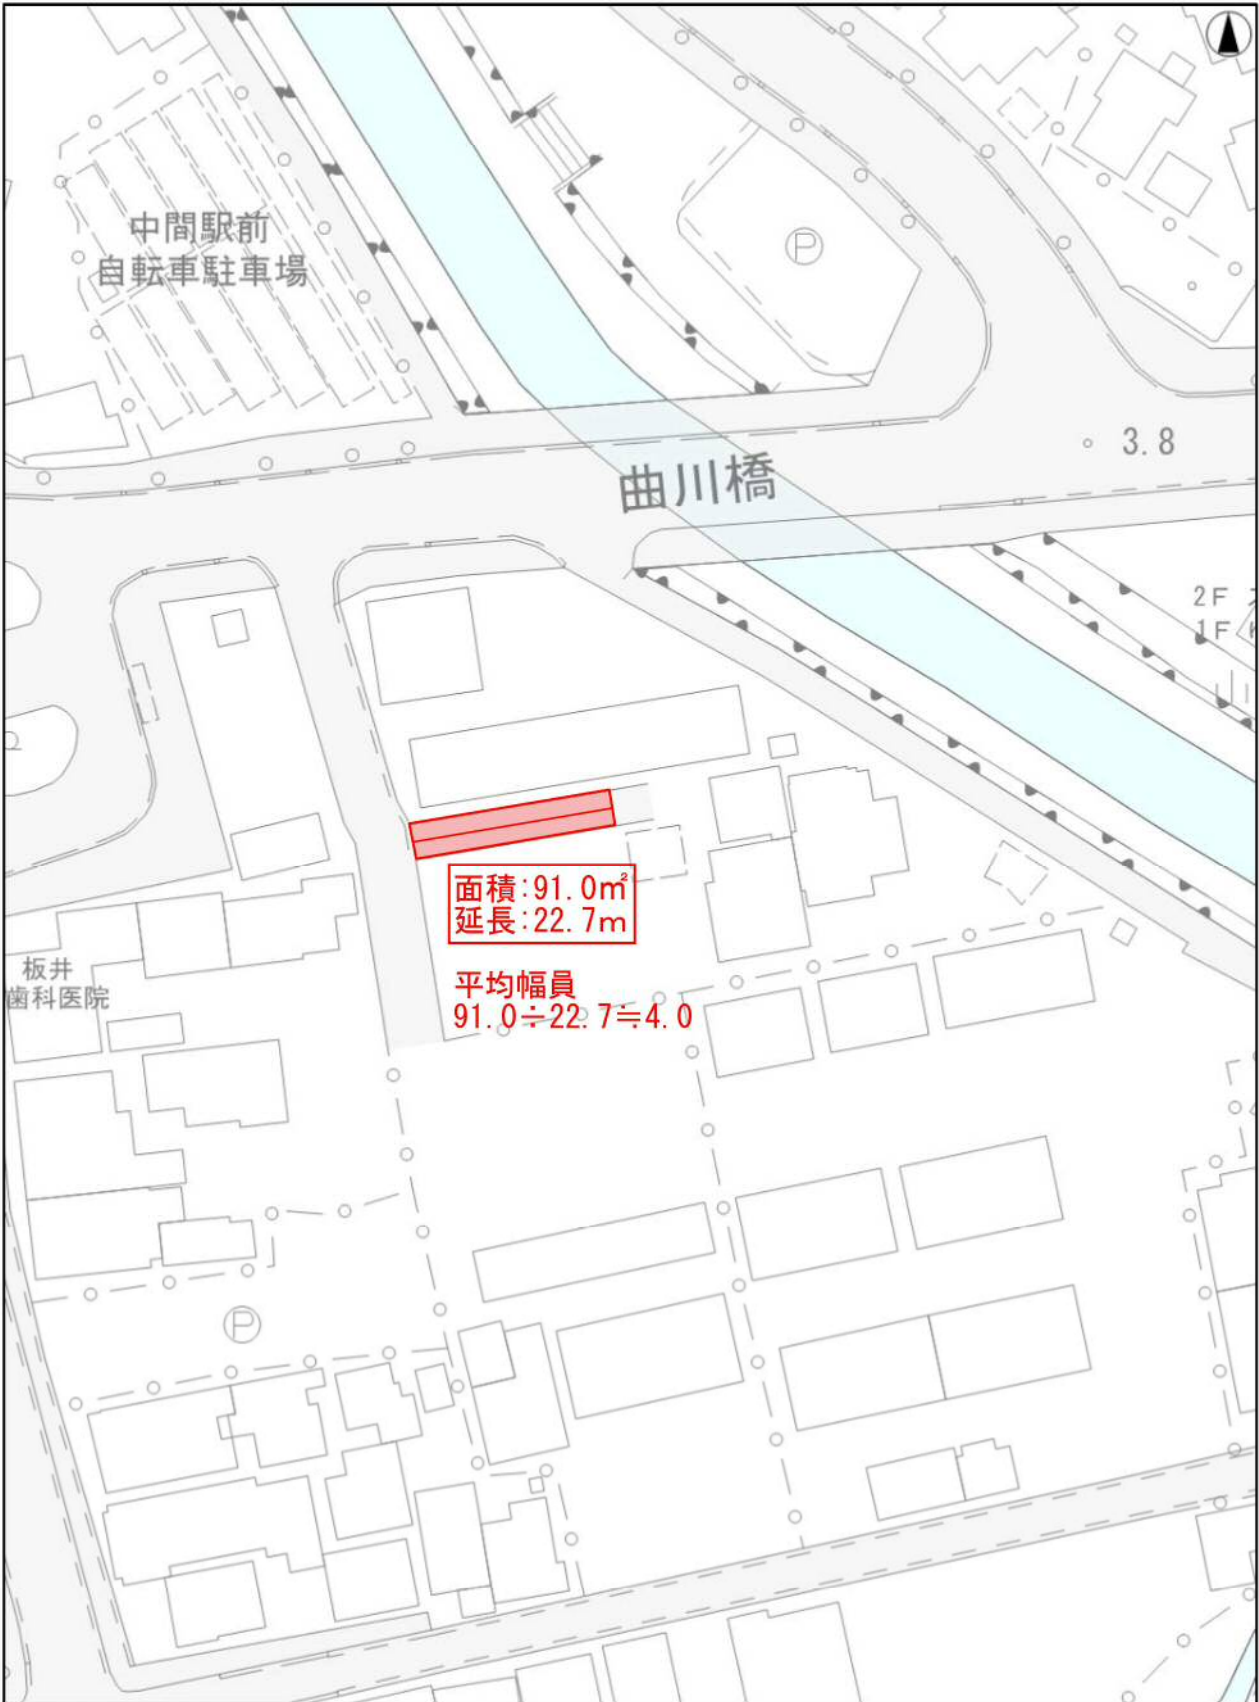 中間駅前
自転車駐車場
P
曲川橋
3.8
2F
1F
面積:91.0㎡
延長:22.7m
平均幅員
91.0÷22.7≒4.0
板井
歯科医院
P